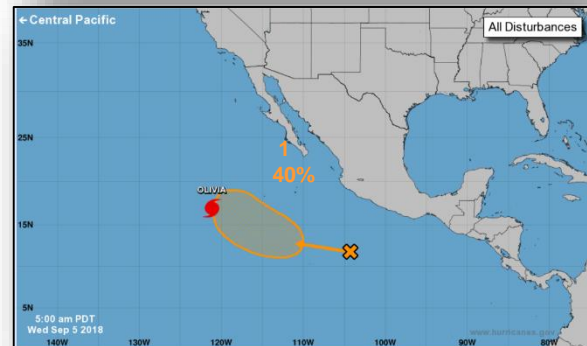 ←Central Pacific
All Disturbances
35N
25N
1
40%
OLIVIA
15N
5N
5:00 am PDT
Wed Sep 5 2018
www.hurricanes.gov
140W
130W
120W
110W
100W
90W
80W